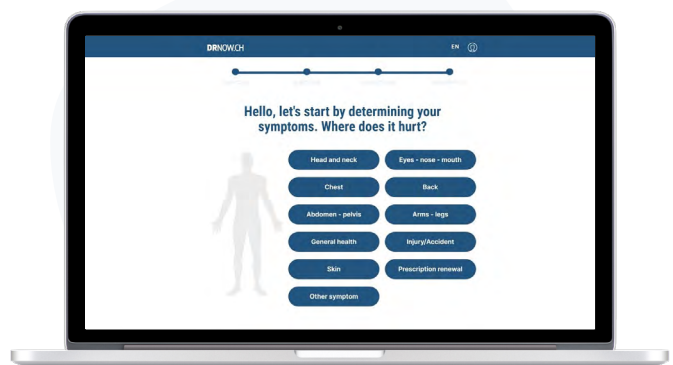 DRNOW.CH
EN
Hello, let's start by determining your
symptoms. Where does it hurt?
Head and neck
Eyes - nose - mouth
Chest
Back
Abdomen - pelvis
Arms - legs
General health
Injury/Accident
Skin
Prescription renewal
Other symptom